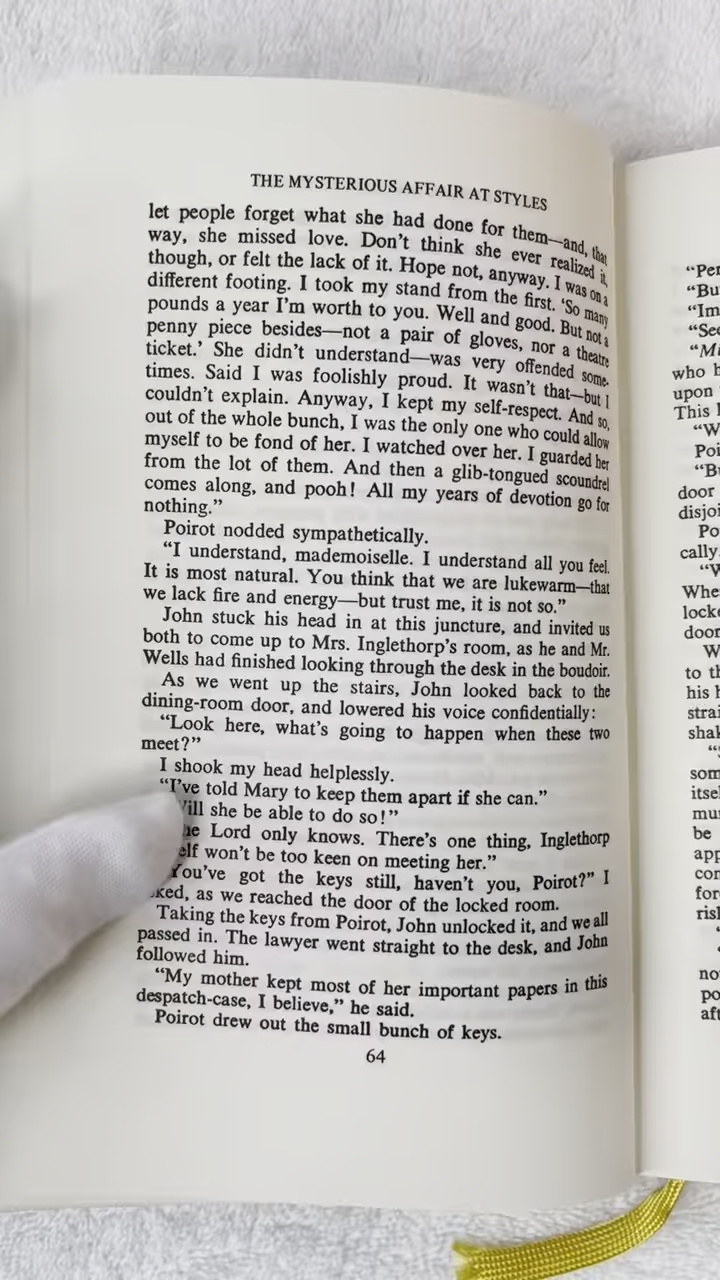 THE MYSTERIOUS AFFAIR AT STYLES
let people forget what she had done for them—and, that
way, she missed love. Don't think she ever realized it,
though, or felt the lack of it. Hope not, anyway. I was on a
different footing. I took my stand from the first. ‘So many
pounds a year I'm worth to you. Well and good. But not a
penny piece besides—not a pair of gloves, nor a theatre
ticket.’ She didn't understand—was very offended some-
times. Said I was foolishly proud. It wasn't that—but I
couldn't explain. Anyway, I kept my self-respect. And so,
out of the whole bunch, I was the only one who could allow
myself to be fond of her. I watched over her. I guarded her
from the lot of them. And then a glib-tongued scoundrel
comes along, and pooh! All my years of devotion go for
nothing.”
Poirot nodded sympathetically.
“I understand, mademoiselle. I understand all you feel.
It is most natural. You think that we are lukewarm—that
we lack fire and energy—but trust me, it is not so.”
John stuck his head in at this juncture, and invited us
both to come up to Mrs. Inglethorp's room, as he and Mr.
Wells had finished looking through the desk in the boudoir.
As we went up the stairs, John looked back to the
dining-room door, and lowered his voice confidentially:
“Look here, what's going to happen when these two
meet?”
I shook my head helplessly.
“I've told Mary to keep them apart if she can.”
she be able to do so!”
Lord only knows. There's one thing, Inglethorp
won't be too keen on meeting her.”
You've got the keys still, haven't you, Poirot?” I
as we reached the door of the locked room.
Taking the keys from Poirot, John unlocked it, and we all
passed in. The lawyer went straight to the desk, and John
followed him.
“My mother kept most of her important papers in this
despatch-case, I believe,” he said.
Poirot drew out the small bunch of keys.
64
“But
who
upon
This
“W
door
Po
cally.
“W
door
W
to
his
itself
be